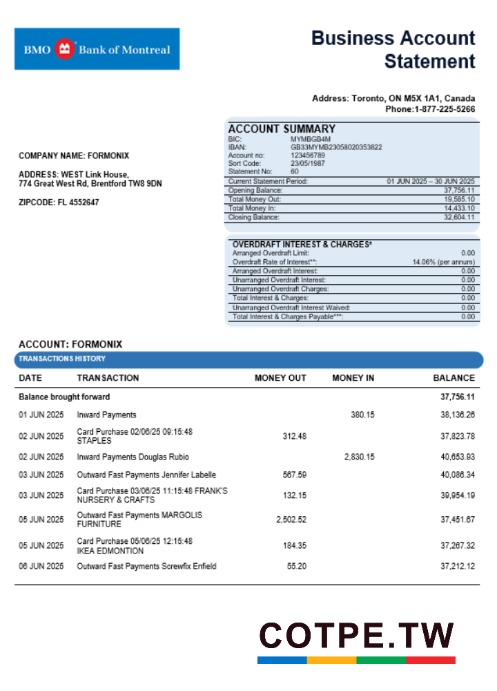 BMO Bank of Montreal
Business Account
Statement
Address: Toronto, ON M5X 1A1, Canada
Phone:1-877-225-5266
COMPANY NAME: FORMONIX
ADDRESS: WEST Link House,
774 Great West Rd, Brentford TW8 9DN
ZIPCODE: FL 4552647
ACCOUNT SUMMARY
BIC: MYMBGB4M
IBAN: GB33MYMB23058020353822
Account no: 123456789
Sort Code: 23/05/1987
Statement No: 60
Current Statement Period: 01 JUN 2025 – 30 JUN 2025
Opening Balance: 37,756.11
Total Money Out: 19,585.10
Total Money In: 14,433.10
Closing Balance: 32,604.11
OVERDRAFT INTEREST & CHARGES*
Arranged Overdraft Limit: 0.00
Overdraft Rate of Interest**: 14.06% (per annum)
Arranged Overdraft Interest: 0.00
Unarranged Overdraft Interest: 0.00
Unarranged Overdraft Charges: 0.00
Total Interest & Charges: 0.00
Unarranged Overdraft Interest Waived: 0.00
Total Interest & Charges Payable***: 0.00
ACCOUNT: FORMONIX
TRANSACTIONS HISTORY
DATE TRANSACTION MONEY OUT MONEY IN BALANCE
Balance brought forward 37,756.11
01 JUN 2025 Inward Payments 380.15 38,136.26
02 JUN 2025 Card Purchase 02/06/25 09:15:48 312.48 37,823.78
STAPLES
02 JUN 2025 Inward Payments Douglas Rubio 2,830.15 40,653.93
03 JUN 2025 Outward Fast Payments Jennifer Labelle 567.59 40,086.34
03 JUN 2025 Card Purchase 03/06/25 11:15:48 FRANK'S 132.15 39,954.19
NURSERY & CRAFTS
05 JUN 2025 Outward Fast Payments MARGOLIS 2,502.52 37,451.67
FURNITURE
05 JUN 2025 Card Purchase 05/06/25 12:15:48 184.35 37,267.32
IKEA EDMONTION
06 JUN 2025 Outward Fast Payments Screwfix Enfield 55.20 37,212.12
COTPE.TW